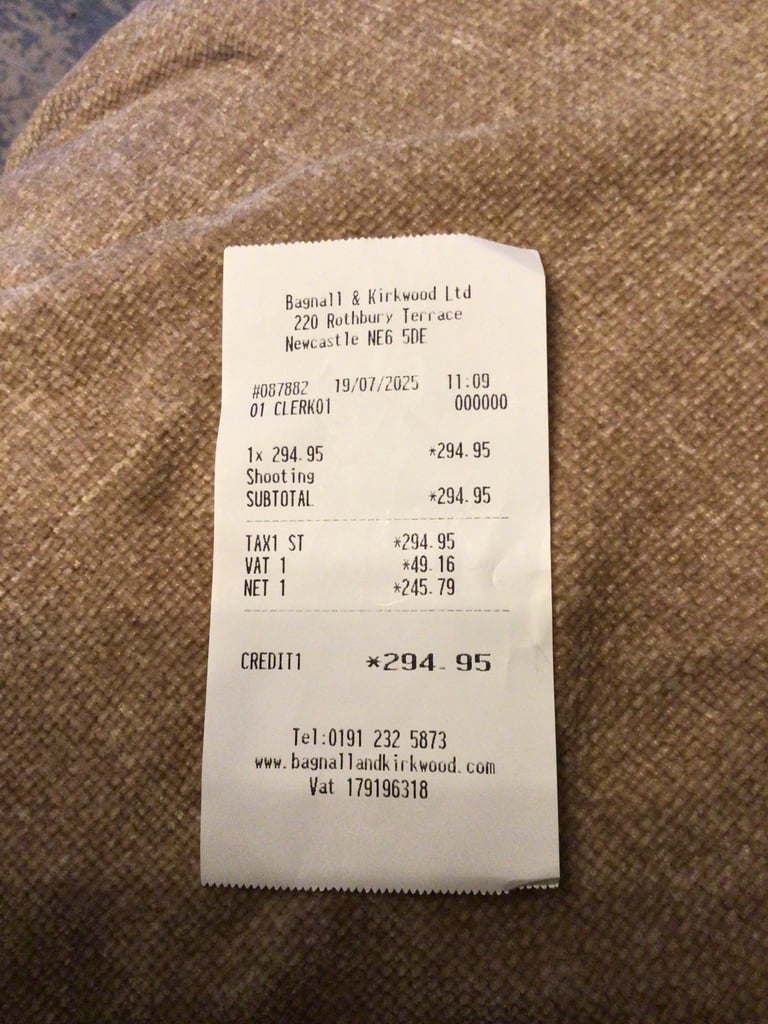 Bagnall & Kirkwood Ltd
220 Rothbury Terrace
Newcastle NE6 5DE
#087882 19/07/2025 11:09
01 CLERK01 000000
1x 294.95 *294.95
Shooting
SUBTOTAL *294.95
TAX1 ST *294.95
VAT 1 *49.16
NET 1 *245.79
CREDIT1 *294.95
Tel:0191 232 5873
www.bagnallandkirkwood.com
Vat 179196318